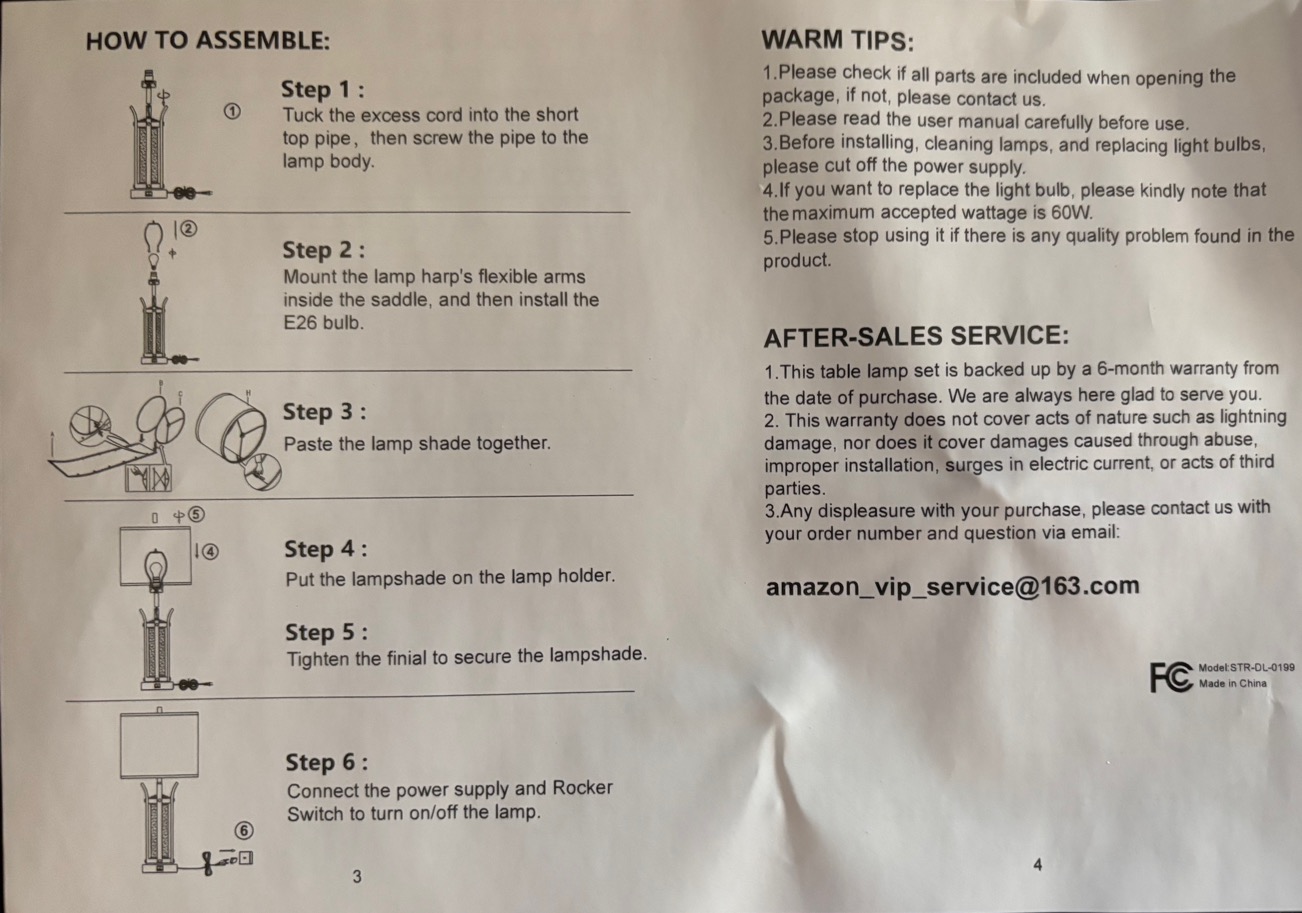 HOW TO ASSEMBLE:
①
Step 1 :
Tuck the excess cord into the short
top pipe, then screw the pipe to the
lamp body.
②
Step 2 :
Mount the lamp harp's flexible arms
inside the saddle, and then install the
E26 bulb.
H
Step 3 :
Paste the lamp shade together.
⑤
④
Step 4 :
Put the lampshade on the lamp holder.
Step 5 :
Tighten the finial to secure the lampshade.
Step 6 :
Connect the power supply and Rocker
Switch to turn on/off the lamp.
⑥
3
WARM TIPS:
1.Please check if all parts are included when opening the
package, if not, please contact us.
2.Please read the user manual carefully before use.
3.Before installing, cleaning lamps, and replacing light bulbs,
please cut off the power supply.
4.If you want to replace the light bulb, please kindly note that
the maximum accepted wattage is 60W.
5.Please stop using it if there is any quality problem found in the
product.
AFTER-SALES SERVICE:
1.This table lamp set is backed up by a 6-month warranty from
the date of purchase. We are always here glad to serve you.
2. This warranty does not cover acts of nature such as lightning
damage, nor does it cover damages caused through abuse,
improper installation, surges in electric current, or acts of third
parties.
3.Any displeasure with your purchase, please contact us with
your order number and question via email:
amazon_vip_service@163.com
FC
Model:STR-DL-0199
Made in China
4